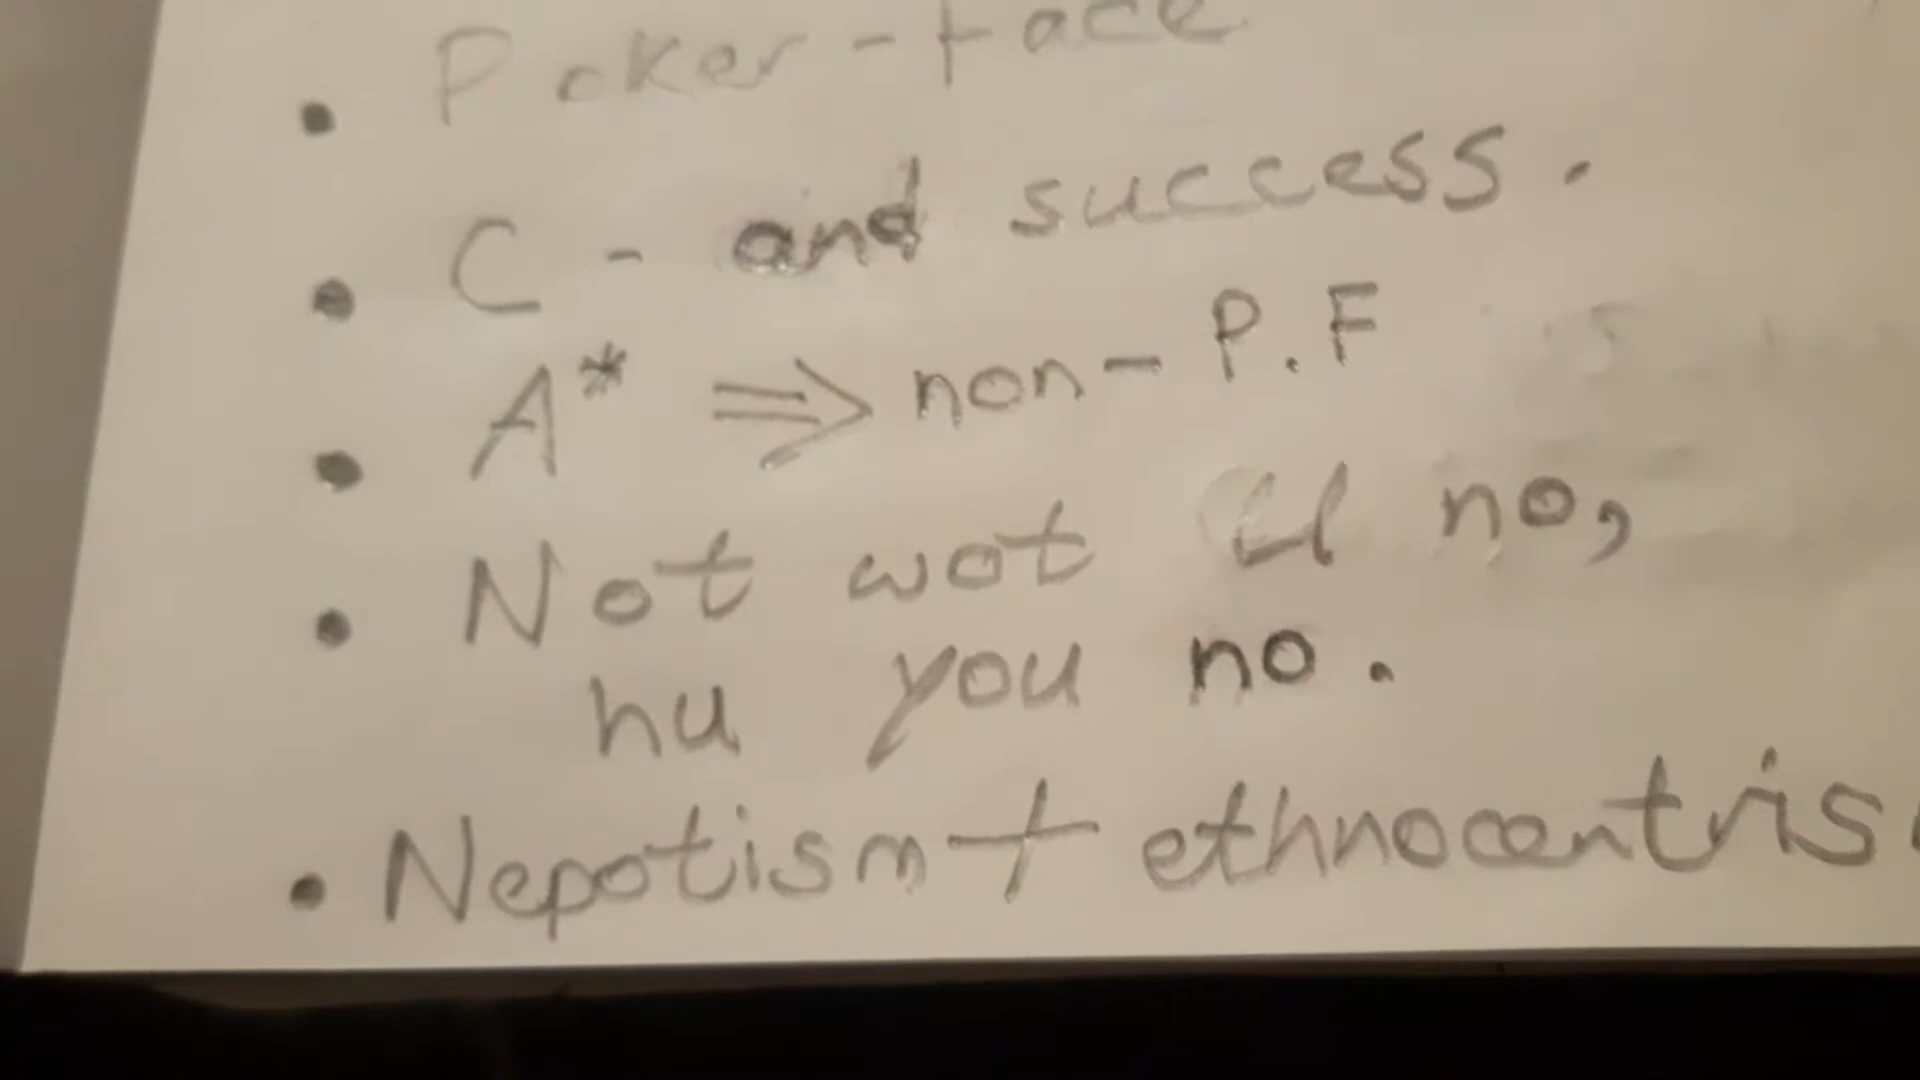 • Poker-face
• C - and success.
• A* ⇒ non-P.F
• Not wot U no,
hu you no.
• Nepotism + ethnocentris